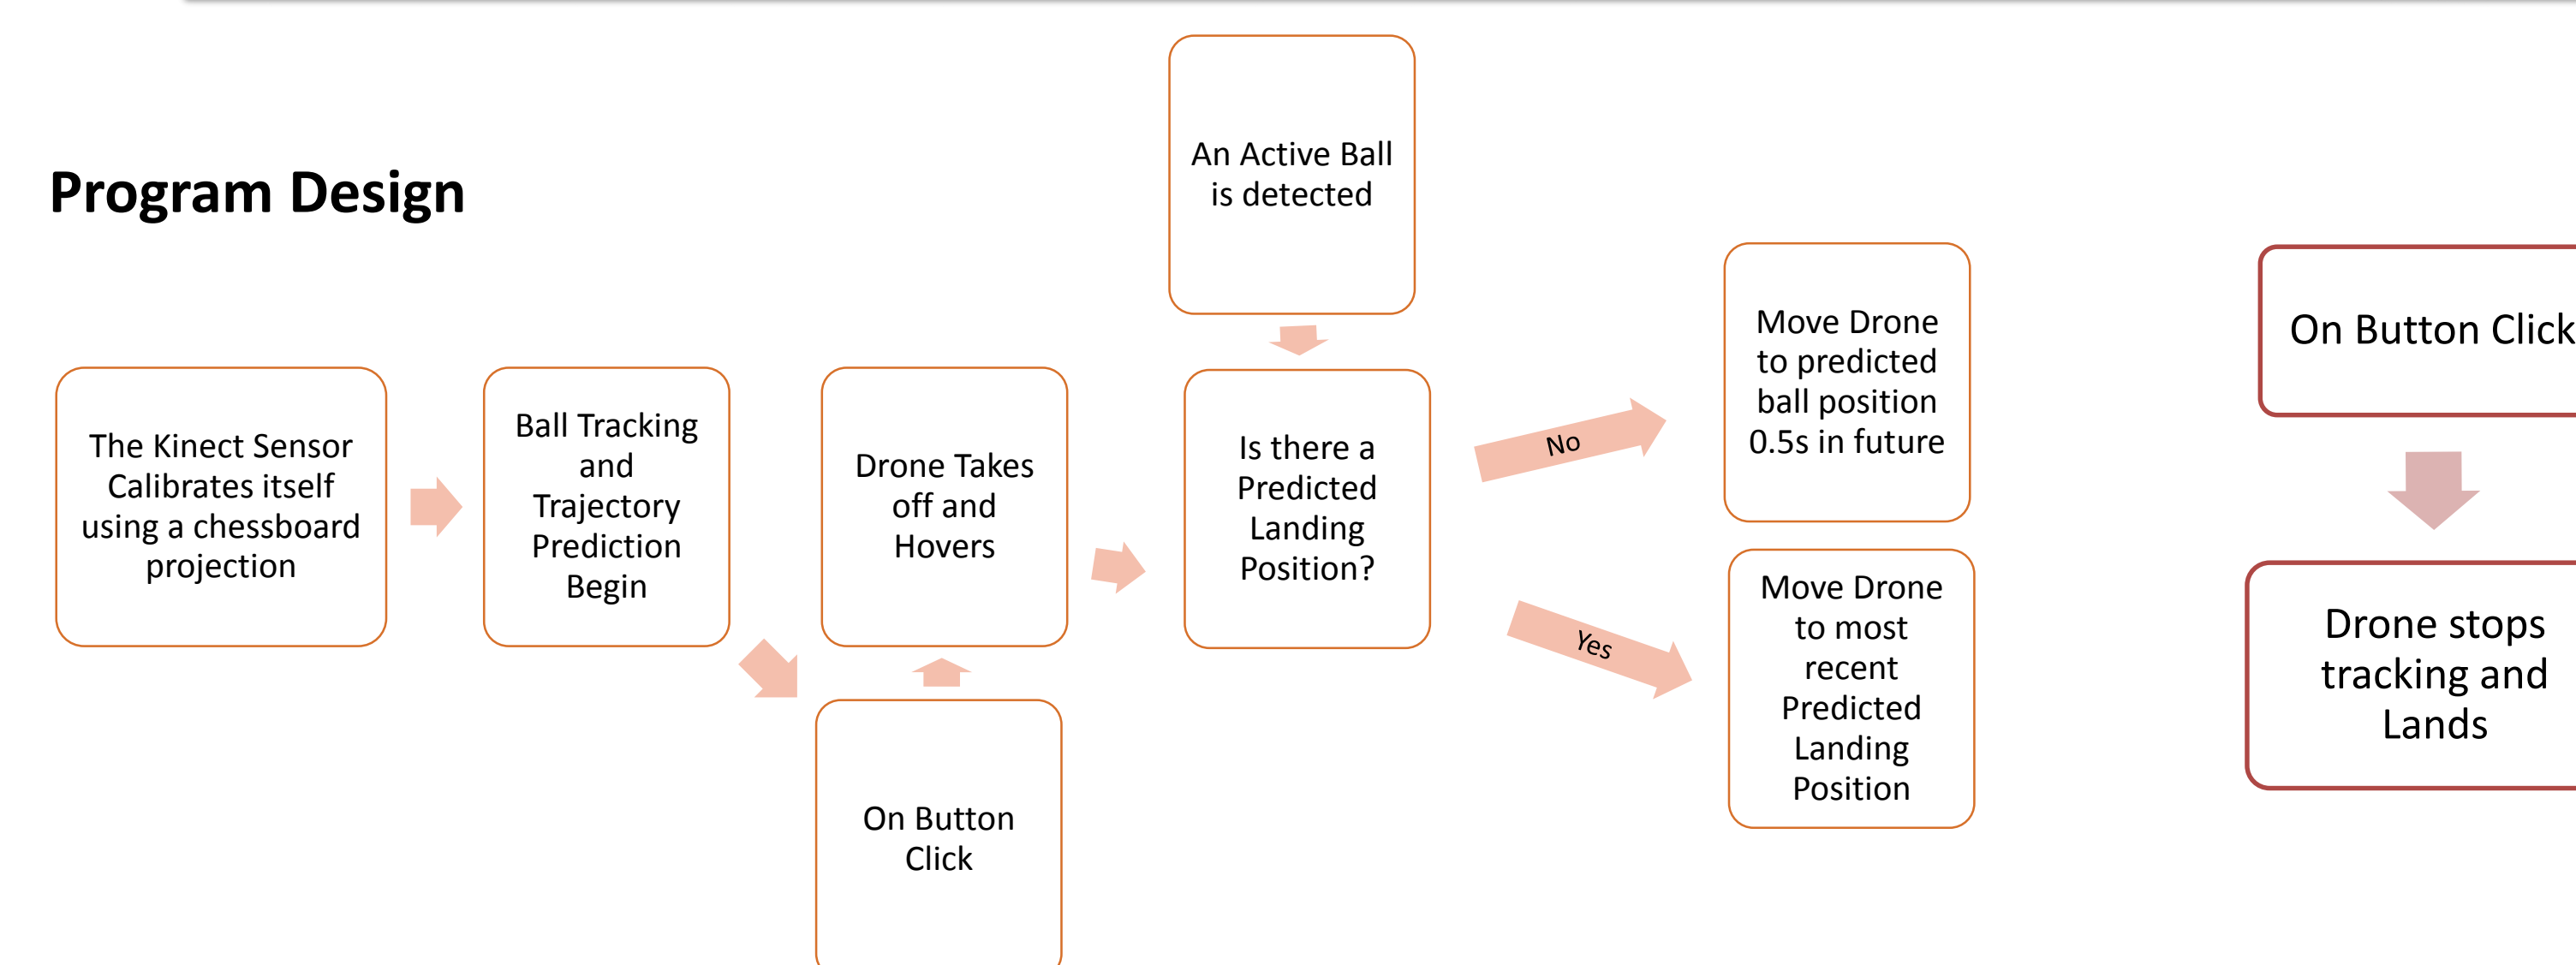 Program Design
The Kinect Sensor
Calibrates itself
using a chessboard
projection
Ball Tracking
and
Trajectory
Prediction
Begin
On Button
Click
Drone Takes
off and
Hovers
An Active Ball
is detected
Is there a
Predicted
Landing
Position?
No
Move Drone
to predicted
ball position
0.5s in future
Yes
Move Drone
to most
recent
Predicted
Landing
Position
On Button Click
Drone stops
tracking and
Lands